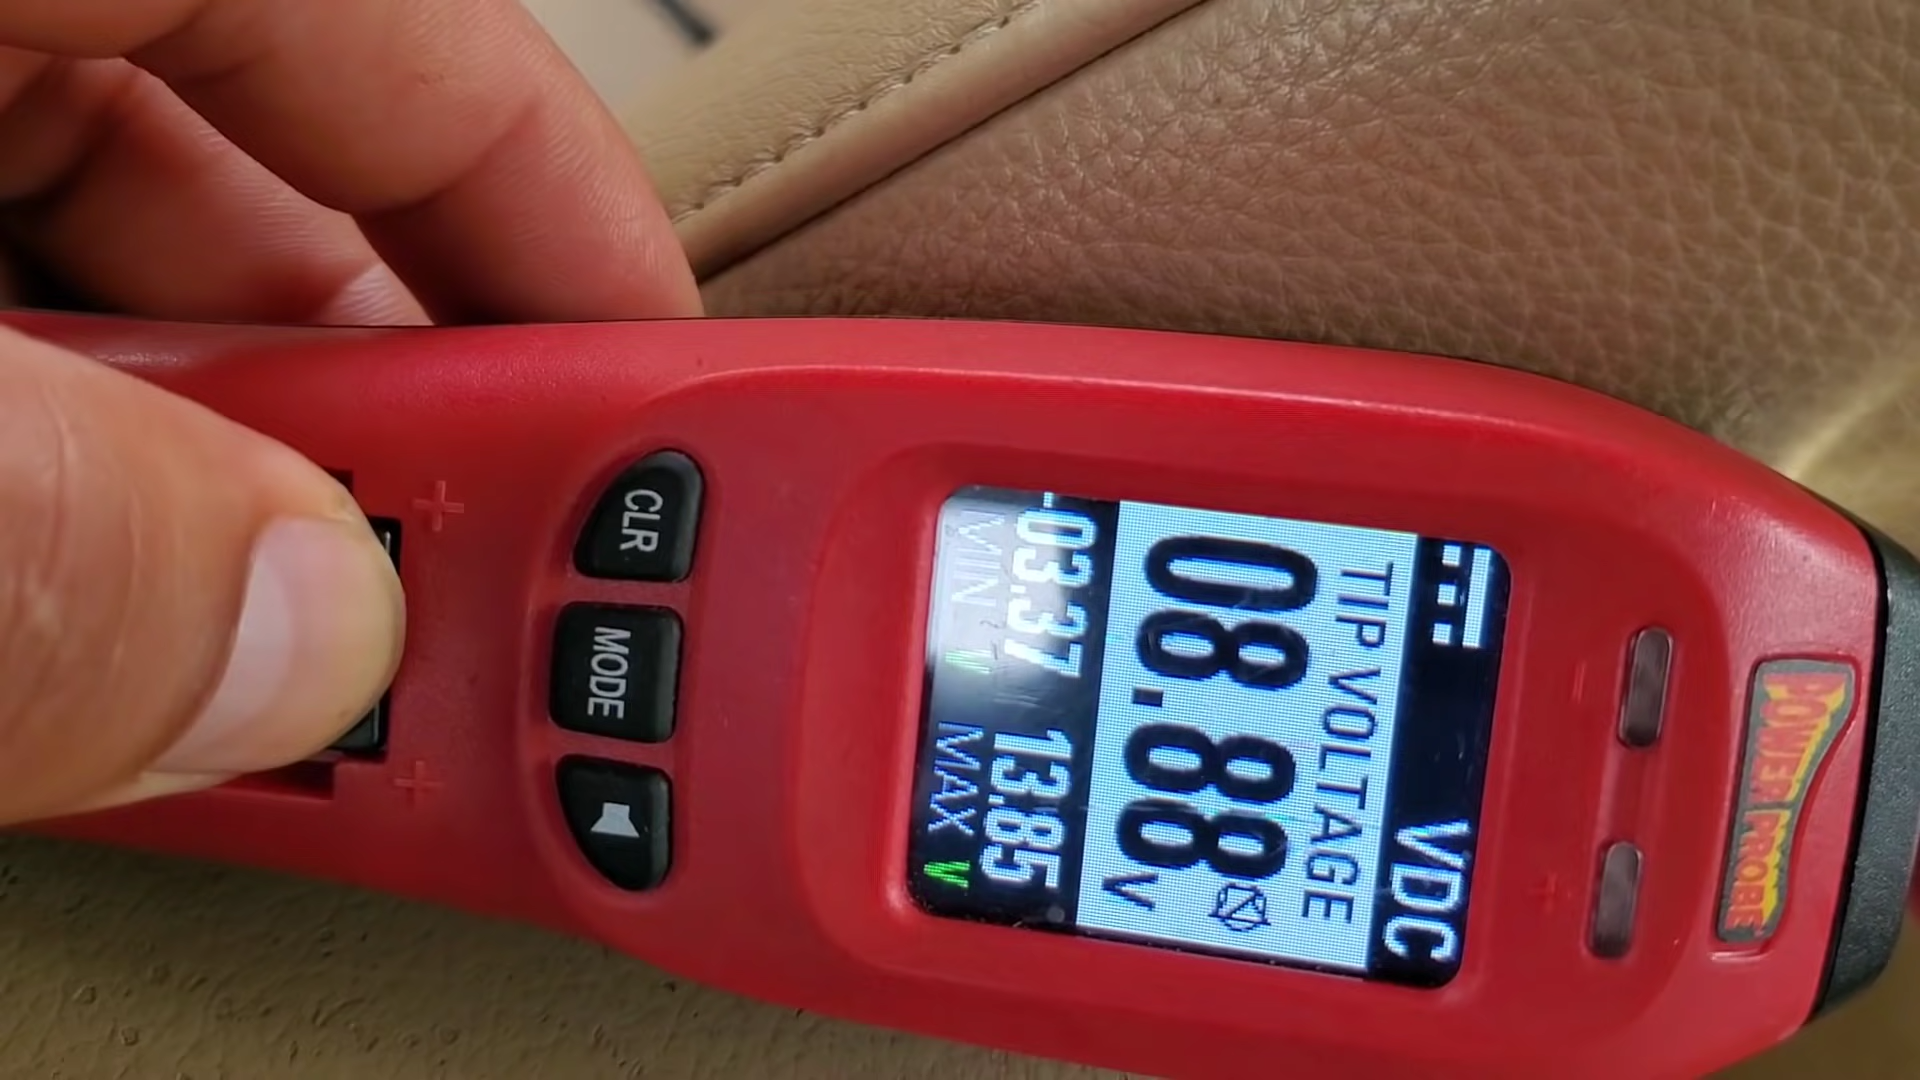 POWER PROBE
VDC
TIP VOLTAGE
08.88 V
-03.37 13.85
MIN V MAX V
CLR MODE